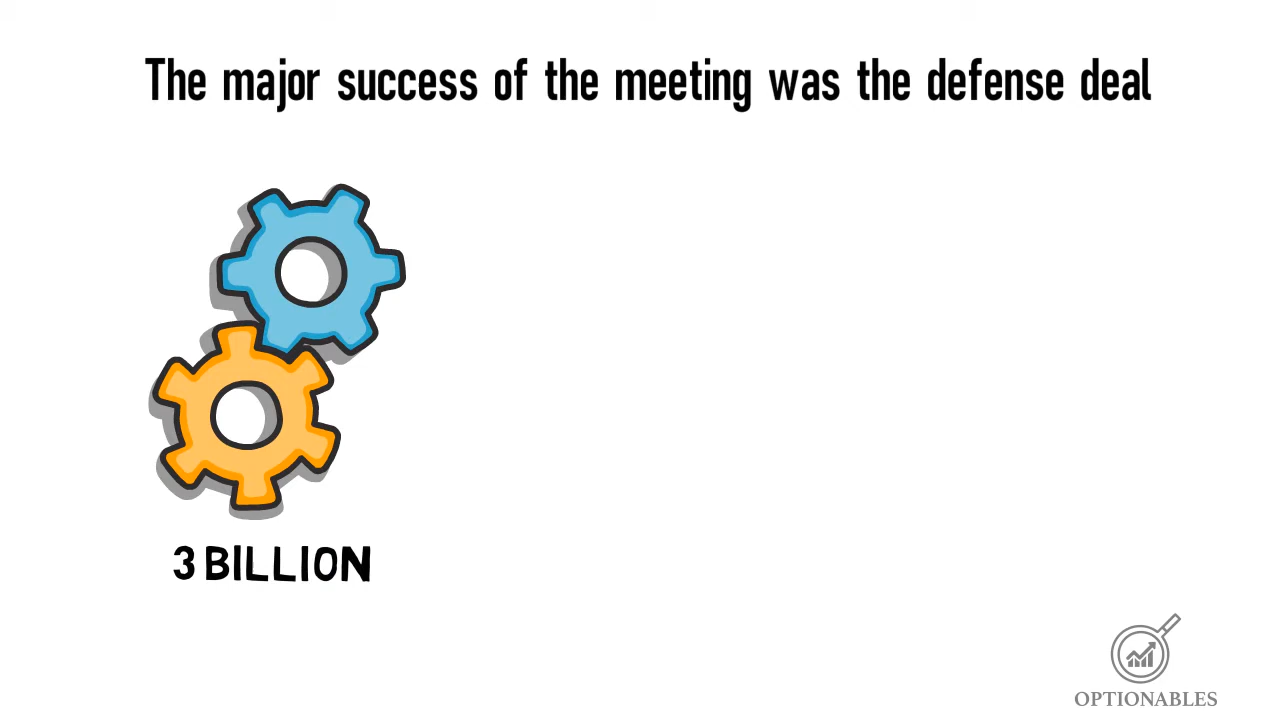 The major success of the meeting was the defense deal
3 BILLION
OPTIONABLES